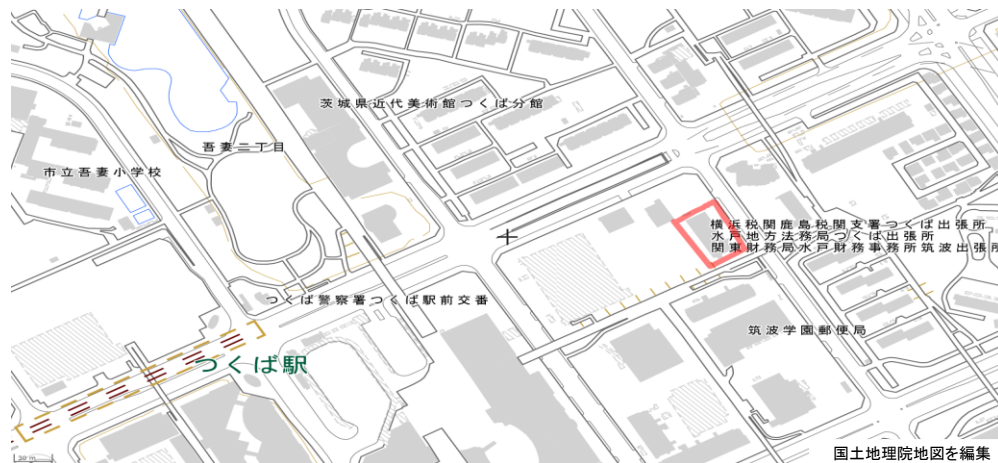 茨城県近代美術館つくば分館
吾妻二丁目
市立吾妻小学校
横浜税関鹿島税関支署つくば出張所
水戸地方法務局つくば出張所
関東財務局水戸財務事務所筑波出張所
つくば警察署つくば駅前交番
筑波学園郵便局
つくば駅
国土地理院地図を編集